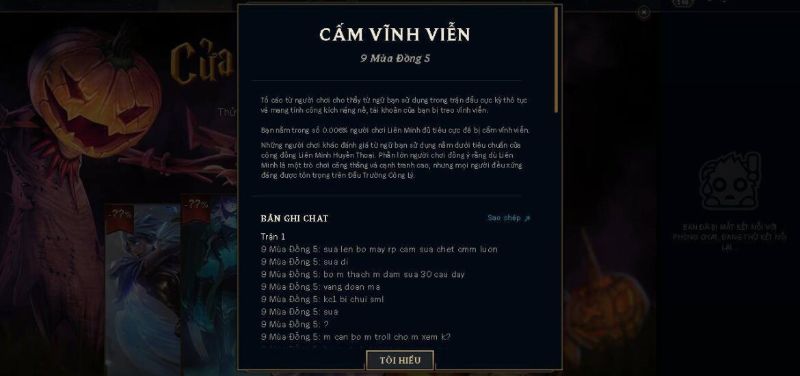 CẤM VĨNH VIỄN
9 Mùa Đông 5
Cửa
Thử
Tố cáo từ người chơi cho thấy từ ngữ bạn sử dụng trong trận đấu cực kỳ thô tục
và mang tính công kích nặng nề, tài khoản của bạn bị treo vĩnh viễn.
Bạn nằm trong số 0.006% người chơi Liên Minh đủ tiêu cực để bị cấm vĩnh viễn.
Những người chơi khác đánh giá từ ngữ bạn sử dụng nằm dưới tiêu chuẩn của
cộng đồng Liên Minh Huyền Thoại. Phần lớn người chơi đồng ý rằng dù Liên
Minh là một trò chơi căng thẳng và cạnh tranh cao, nhưng mọi người đều xứng
đáng được tôn trọng trên Đấu Trường Công Lý.
BẢN GHI CHAT
Sao chép
Trận 1
9 Mùa Đông 5: sua len bo may rp cam sua chet cmm luon
9 Mùa Đông 5: sua di
9 Mùa Đông 5: bo m thach m dam sua 30 cau day
9 Mùa Đông 5: vang doan ma
9 Mùa Đông 5: kc1 bi chui sml
9 Mùa Đông 5: sua
9 Mùa Đông 5: ?
9 Mùa Đông 5: m can bo m troll cho m xem k?
TÔI HIỂU
-??%
-??%
BẠN ĐÃ BỊ MẤT KẾT NỐI VỚI
PHÒNG CHAT, ĐANG THỬ KẾT NỐI
LẠI...